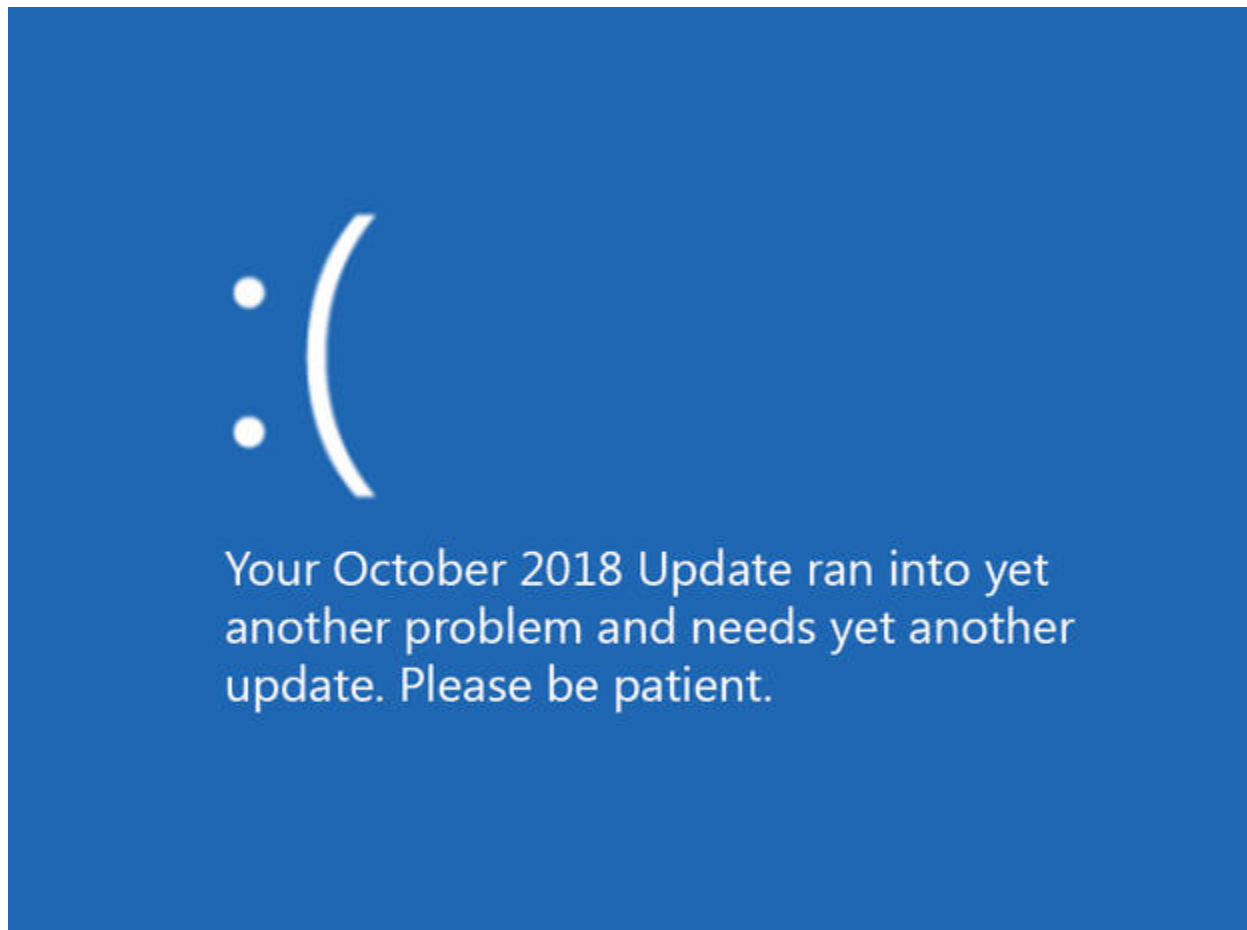 :(
Your October 2018 Update ran into yet
another problem and needs yet another
update. Please be patient.